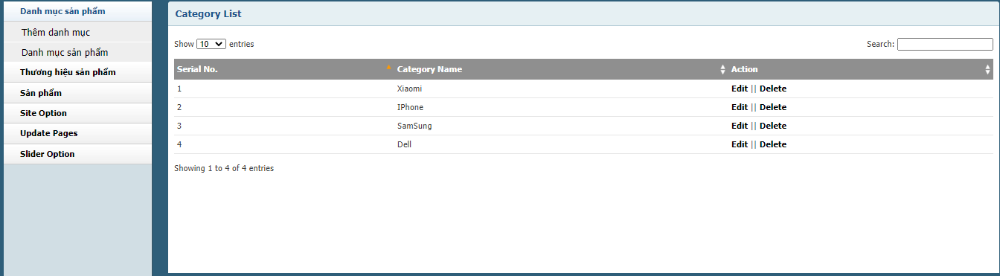 Danh mục sản phẩm
Thêm danh mục
Danh mục sản phẩm
Thương hiệu sản phẩm
Sản phẩm
Site Option
Update Pages
Slider Option
Category List
Show 10 entries
Search:
Serial No. Category Name Action
1 Xiaomi Edit || Delete
2 IPhone Edit || Delete
3 SamSung Edit || Delete
4 Dell Edit || Delete
Showing 1 to 4 of 4 entries